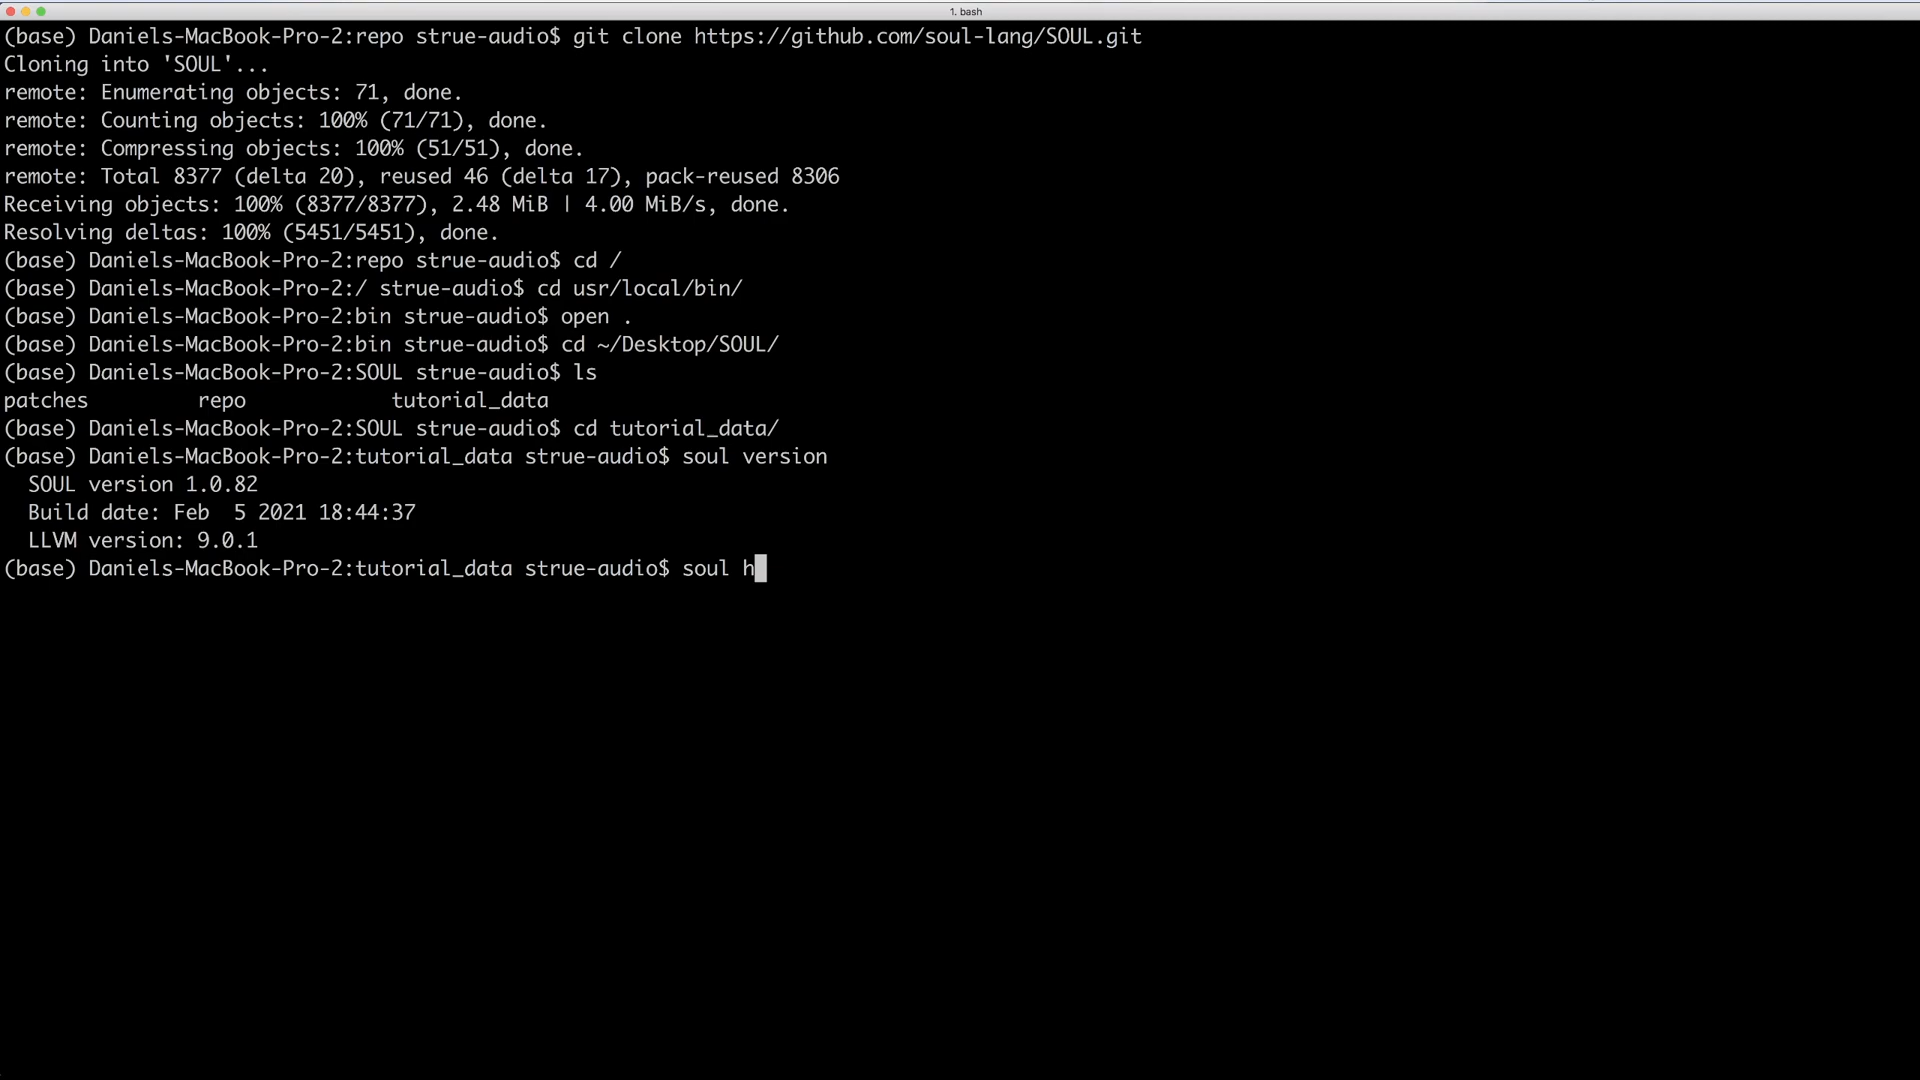 1. bash
(base) Daniels-MacBook-Pro-2:repo strue-audio$ git clone https://github.com/soul-lang/SOUL.git
Cloning into 'SOUL'...
remote: Enumerating objects: 71, done.
remote: Counting objects: 100% (71/71), done.
remote: Compressing objects: 100% (51/51), done.
remote: Total 8377 (delta 20), reused 46 (delta 17), pack-reused 8306
Receiving objects: 100% (8377/8377), 2.48 MiB | 4.00 MiB/s, done.
Resolving deltas: 100% (5451/5451), done.
(base) Daniels-MacBook-Pro-2:repo strue-audio$ cd /
(base) Daniels-MacBook-Pro-2:/ strue-audio$ cd usr/local/bin/
(base) Daniels-MacBook-Pro-2:bin strue-audio$ open .
(base) Daniels-MacBook-Pro-2:bin strue-audio$ cd ~/Desktop/SOUL/
(base) Daniels-MacBook-Pro-2:SOUL strue-audio$ ls
patches repo tutorial_data
(base) Daniels-MacBook-Pro-2:SOUL strue-audio$ cd tutorial_data/
(base) Daniels-MacBook-Pro-2:tutorial_data strue-audio$ soul version
SOUL version 1.0.82
Build date: Feb  5 2021 18:44:37
LLVM version: 9.0.1
(base) Daniels-MacBook-Pro-2:tutorial_data strue-audio$ soul h